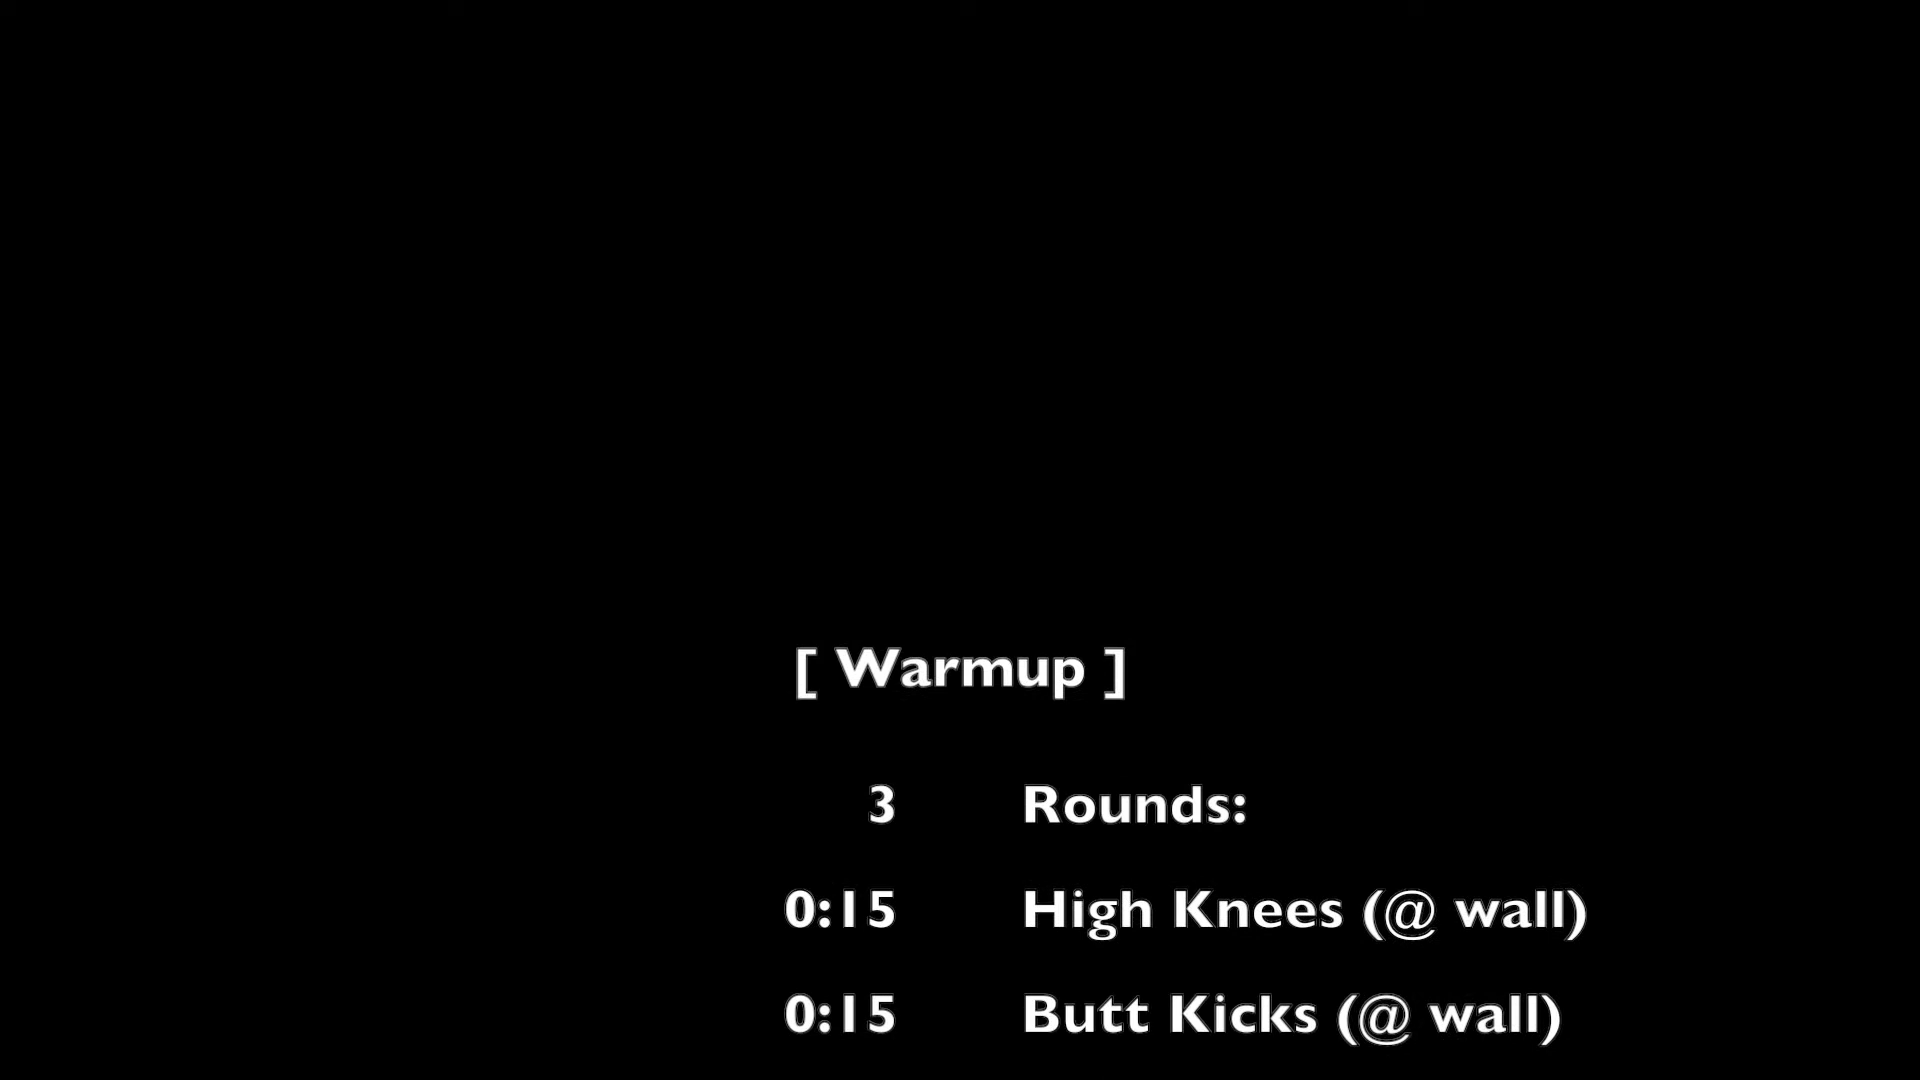 [ Warmup ]
3 Rounds:
0:15 High Knees (@ wall)
0:15 Butt Kicks (@ wall)